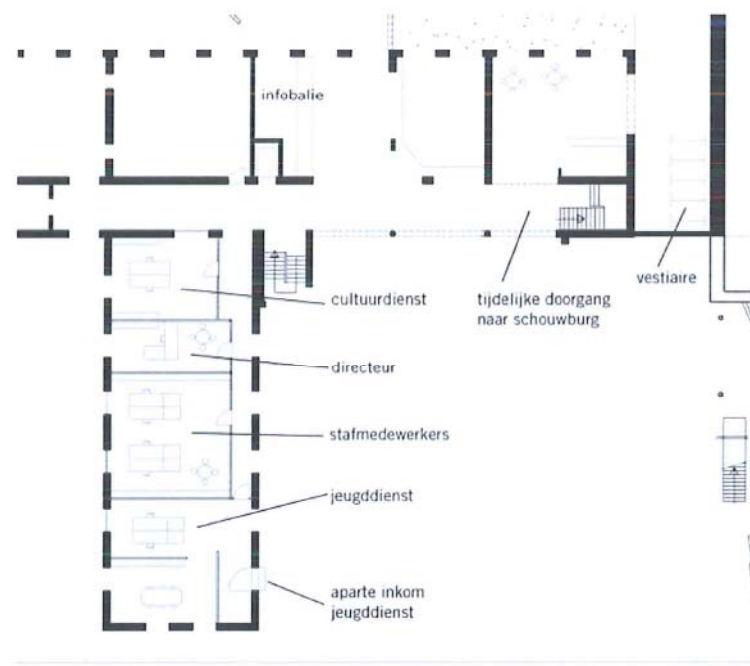 infobalie
vestiaire
cultuurdienst
tijdelijke doorgang
naar schouwburg
directeur
stafmedewerkers
jeugddienst
aparte inkom
jeugddienst